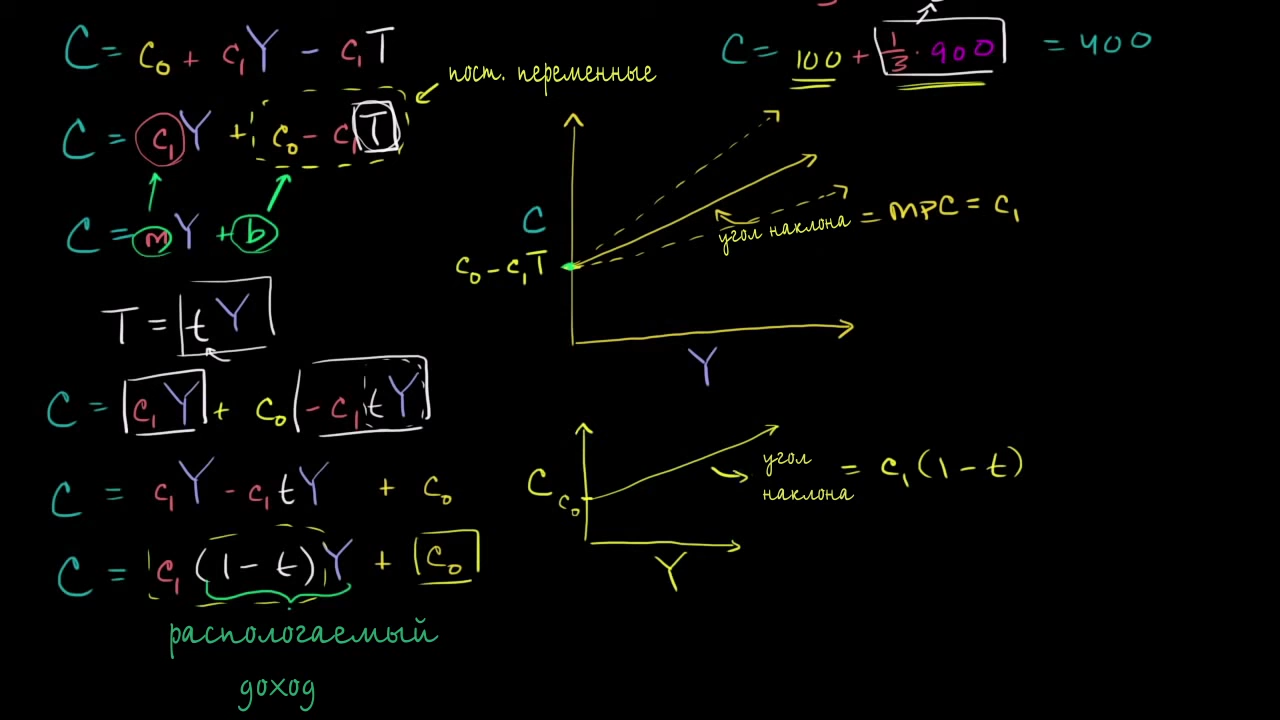 C = c₀ + c₁Y − c₁T
C = 100 + 1/3 · 900 = 400
пост. переменные
C = c₁Y + c₀ − c₁T
C = mY + b
C
угол наклона = MPC = c₁
c₀ − c₁T
T = tY
Y
C = c₁Y + c₀ − c₁tY
C = c₁Y − c₁tY + c₀
C
c₀
угол
наклона
= c₁(1 − t)
Y
C = c₁(1 − t)Y + c₀
распологаемый
доход